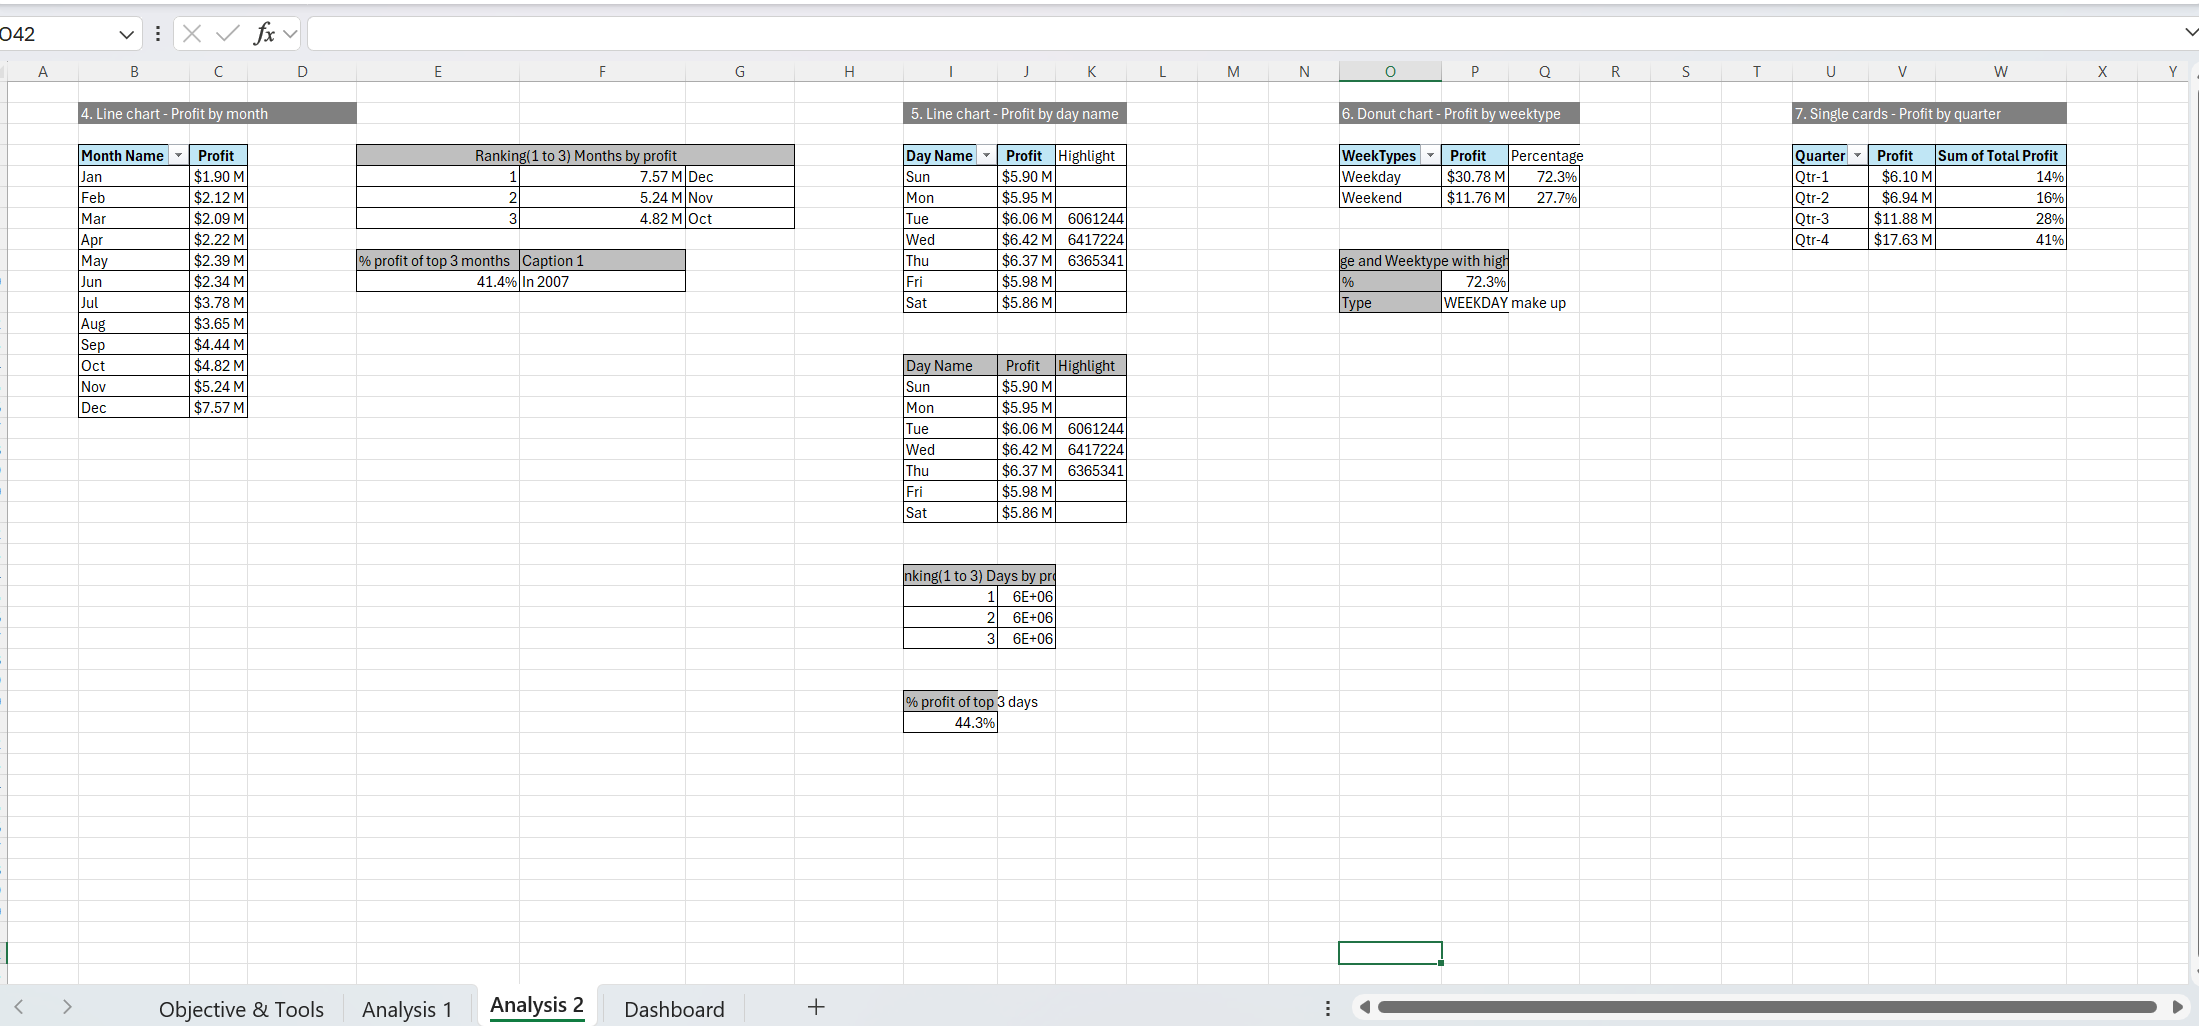 O42
fx
A B C D E F G H I J K L M N O P Q R S T U V W X Y
4. Line chart - Profit by month
Month Name Profit
Jan $1.90 M
Feb $2.12 M
Mar $2.09 M
Apr $2.22 M
May $2.39 M
Jun $2.34 M
Jul $3.78 M
Aug $3.65 M
Sep $4.44 M
Oct $4.82 M
Nov $5.24 M
Dec $7.57 M
Ranking(1 to 3) Months by profit
1 7.57 M Dec
2 5.24 M Nov
3 4.82 M Oct
% profit of top 3 months Caption 1
41.4% In 2007
5. Line chart - Profit by day name
Day Name Profit Highlight
Sun $5.90 M
Mon $5.95 M
Tue $6.06 M 6061244
Wed $6.42 M 6417224
Thu $6.37 M 6365341
Fri $5.98 M
Sat $5.86 M
Day Name Profit Highlight
Sun $5.90 M
Mon $5.95 M
Tue $6.06 M 6061244
Wed $6.42 M 6417224
Thu $6.37 M 6365341
Fri $5.98 M
Sat $5.86 M
nking(1 to 3) Days by pro
1 6E+06
2 6E+06
3 6E+06
% profit of top 3 days
44.3%
6. Donut chart - Profit by weektype
WeekTypes Profit Percentage
Weekday $30.78 M 72.3%
Weekend $11.76 M 27.7%
ge and Weektype with high
% 72.3%
Type WEEKDAY make up
7. Single cards - Profit by quarter
Quarter Profit Sum of Total Profit
Qtr-1 $6.10 M 14%
Qtr-2 $6.94 M 16%
Qtr-3 $11.88 M 28%
Qtr-4 $17.63 M 41%
Objective & Tools Analysis 1 Analysis 2 Dashboard